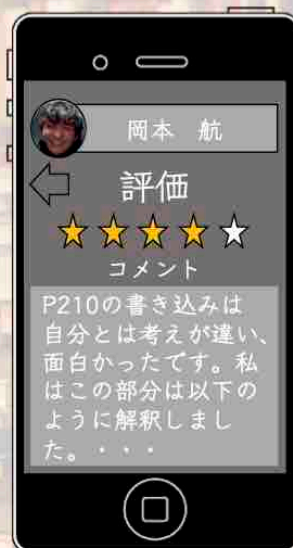 岡本 航
評価
コメント
P210の書き込みは
自分とは考えが違い、
面白かったです。私
はこの部分は以下の
ように解釈しまし
た。・・・